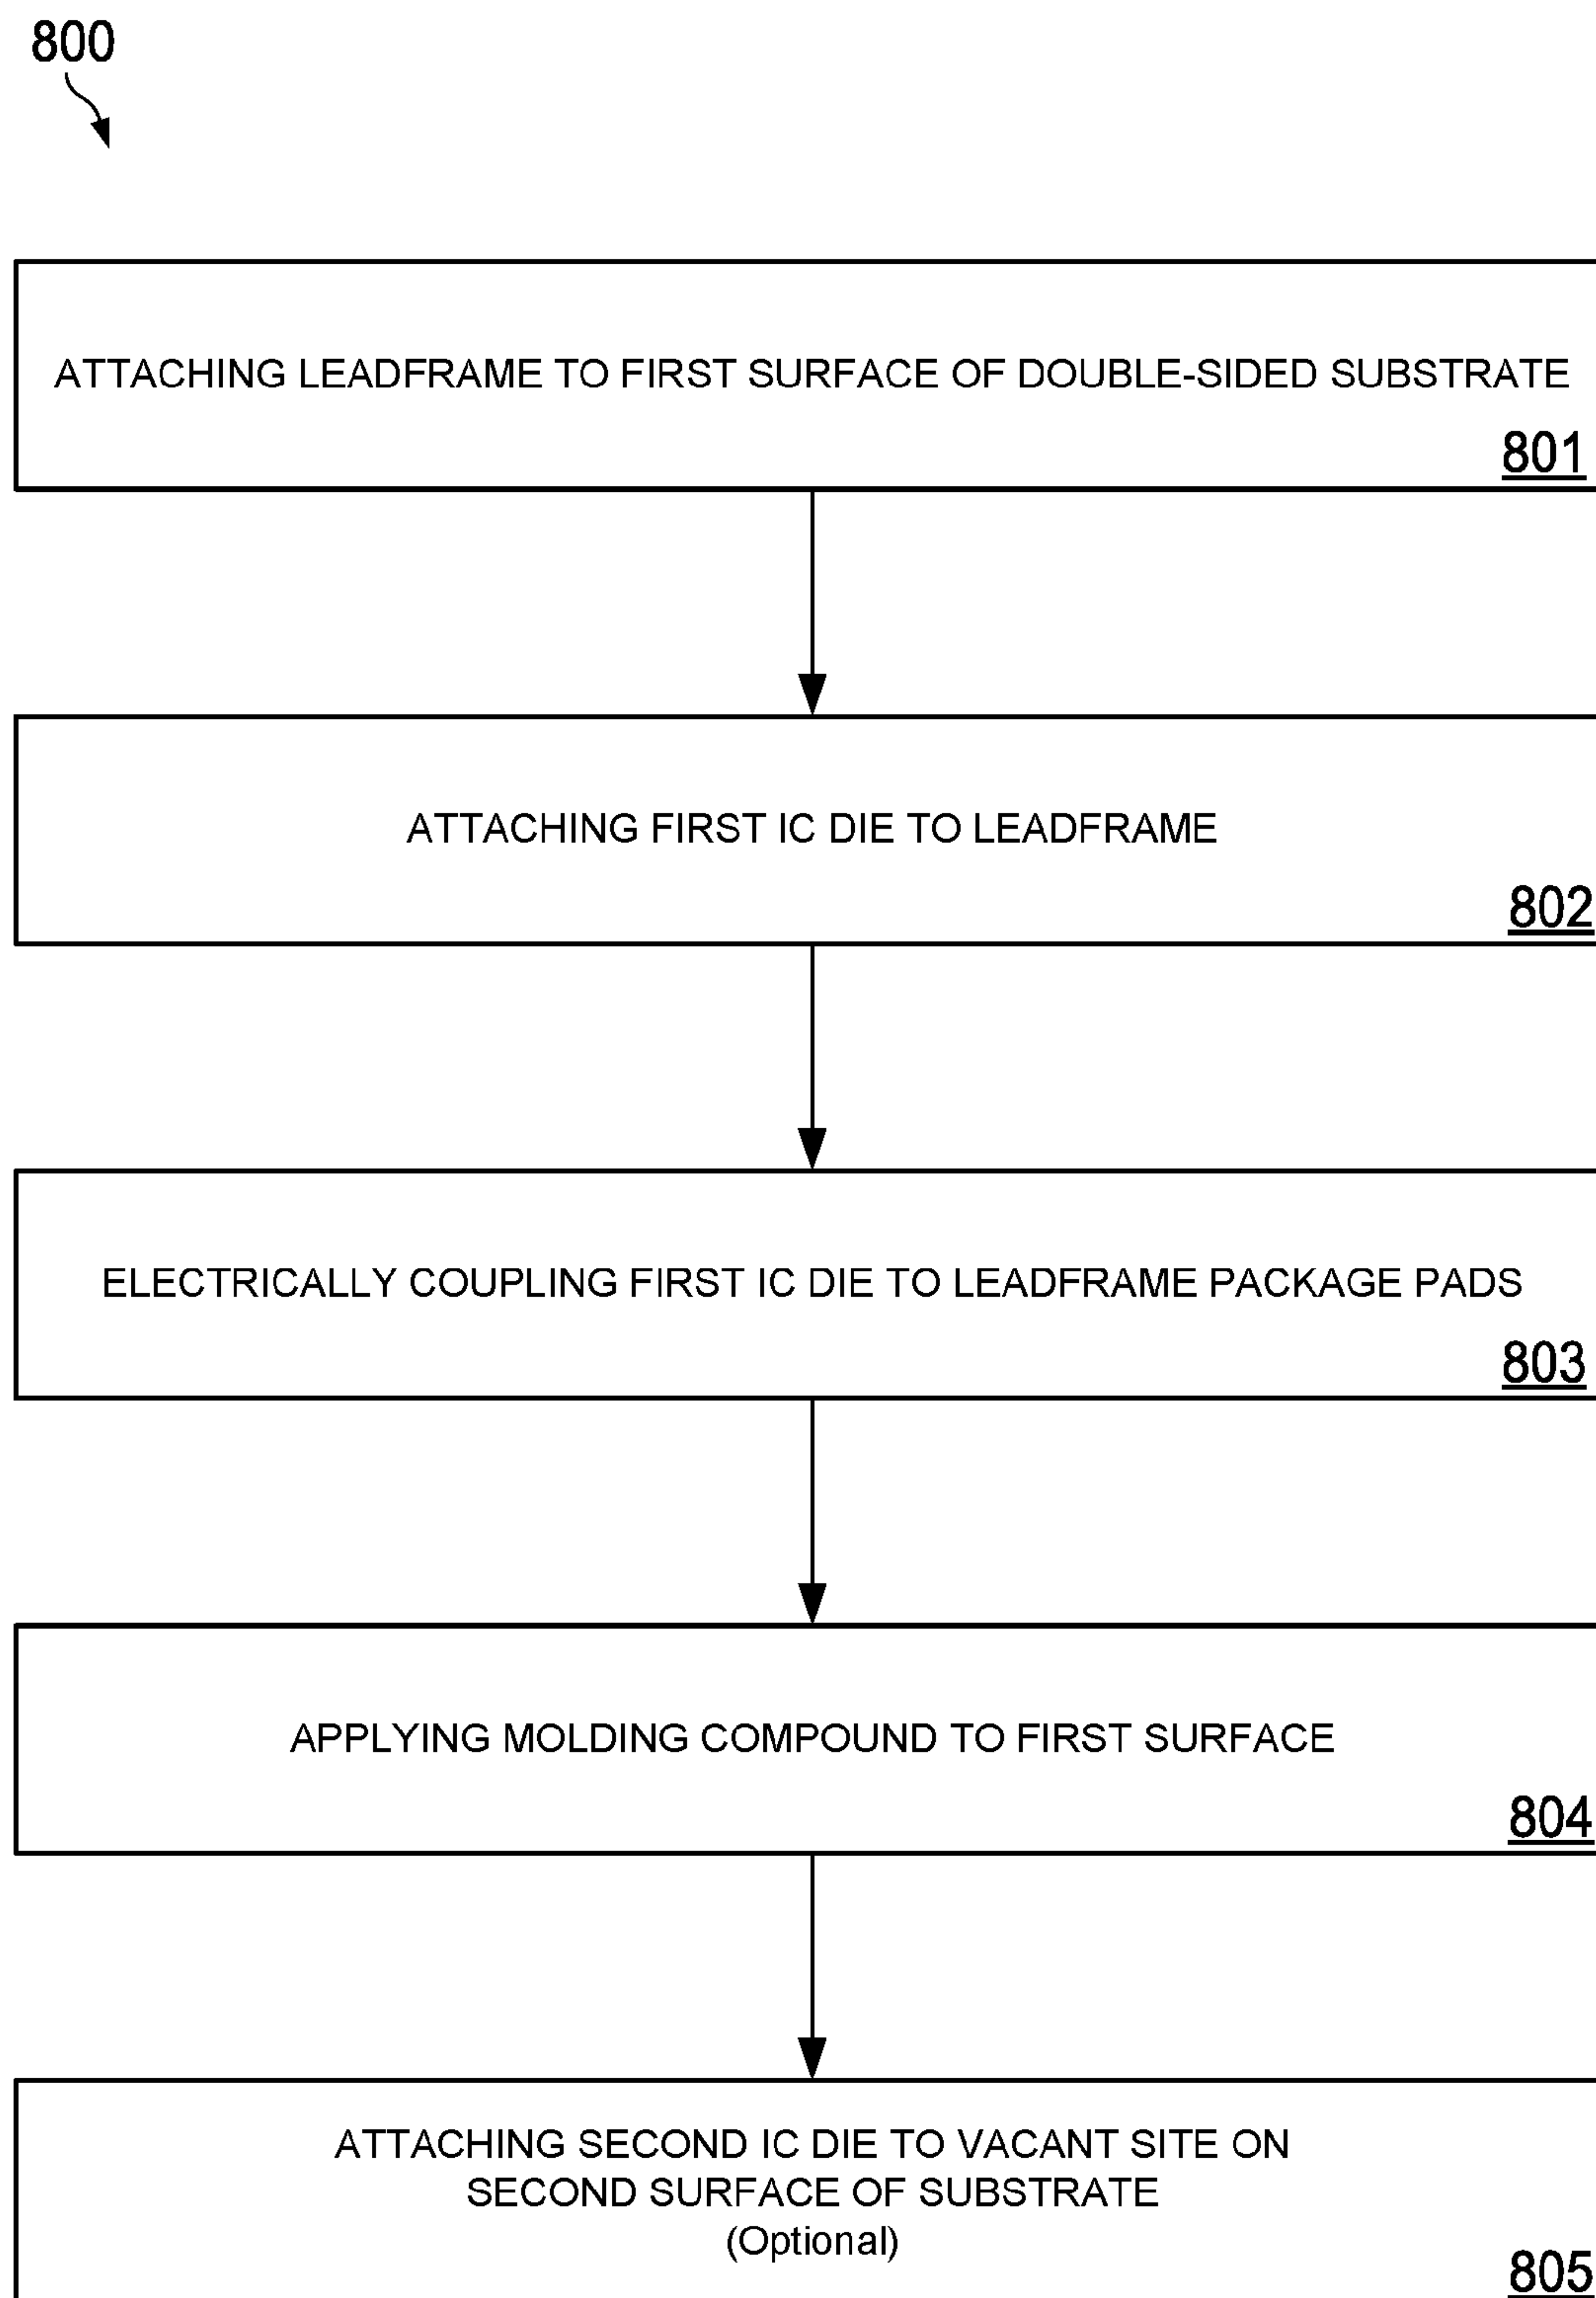 800
ATTACHING LEADFRAME TO FIRST SURFACE OF DOUBLE-SIDED SUBSTRATE
801
ATTACHING FIRST IC DIE TO LEADFRAME
802
ELECTRICALLY COUPLING FIRST IC DIE TO LEADFRAME PACKAGE PADS
803
APPLYING MOLDING COMPOUND TO FIRST SURFACE
804
ATTACHING SECOND IC DIE TO VACANT SITE ON
SECOND SURFACE OF SUBSTRATE
(Optional)
805